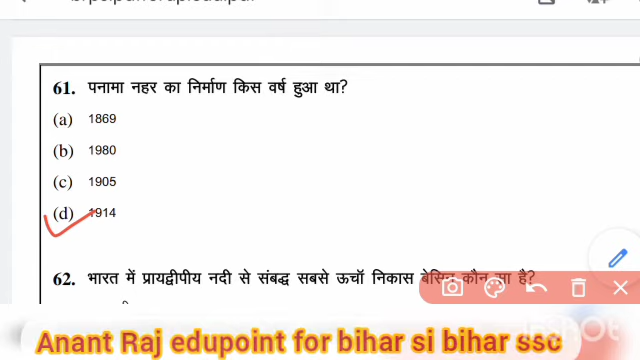 61. पनामा नहर का निर्माण किस वर्ष हुआ था?
(a) 1869
(b) 1980
(c) 1905
(d) 1914
62. भारत में प्रायद्वीपीय नदी से संबद्ध सबसे ऊचाॅ निकास बेसिन कौन सा है?
Anant Raj edupoint for bihar si bihar ssc